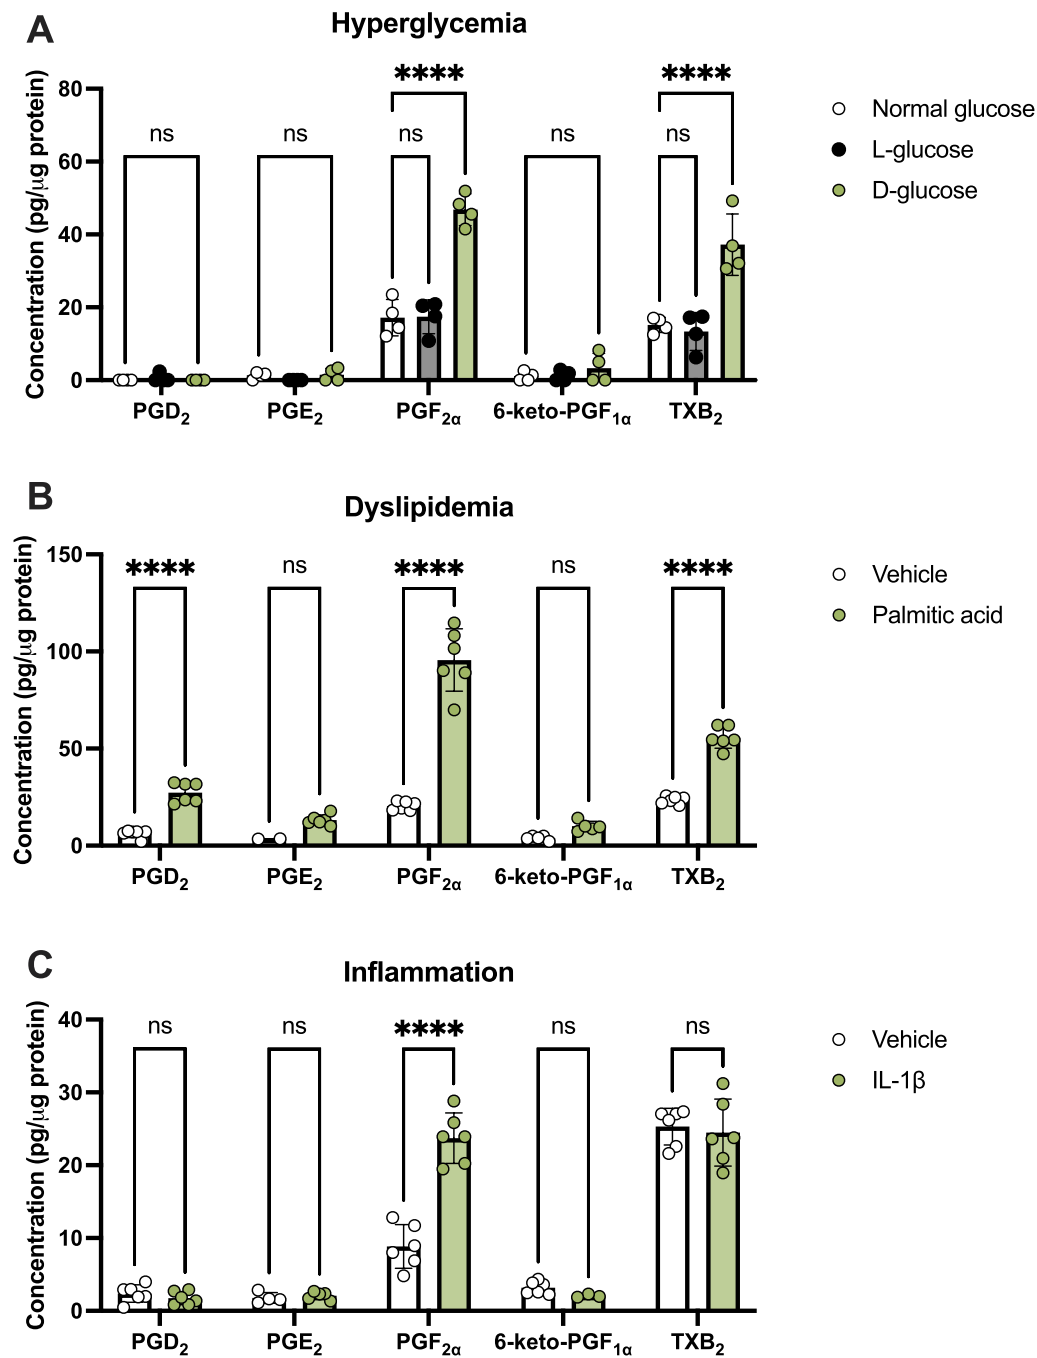 A
Hyperglycemia
Concentration (pg/μg protein)
80
60
40
20
0
ns
ns
ns
****
ns
ns
****
PGD₂
PGE₂
PGF₂α
6-keto-PGF₁α
TXB₂
Normal glucose
L-glucose
D-glucose
B
Dyslipidemia
Concentration (pg/μg protein)
150
100
50
0
****
ns
****
ns
****
PGD₂
PGE₂
PGF₂α
6-keto-PGF₁α
TXB₂
Vehicle
Palmitic acid
C
Inflammation
Concentration (pg/μg protein)
40
30
20
10
0
ns
ns
****
ns
ns
PGD₂
PGE₂
PGF₂α
6-keto-PGF₁α
TXB₂
Vehicle
IL-1β